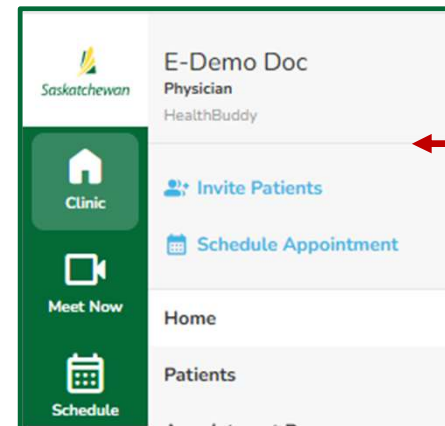 Saskatchewan
E-Demo Doc
Physician
HealthBuddy
Clinic
Invite Patients
Schedule Appointment
Meet Now
Home
Patients
Schedule